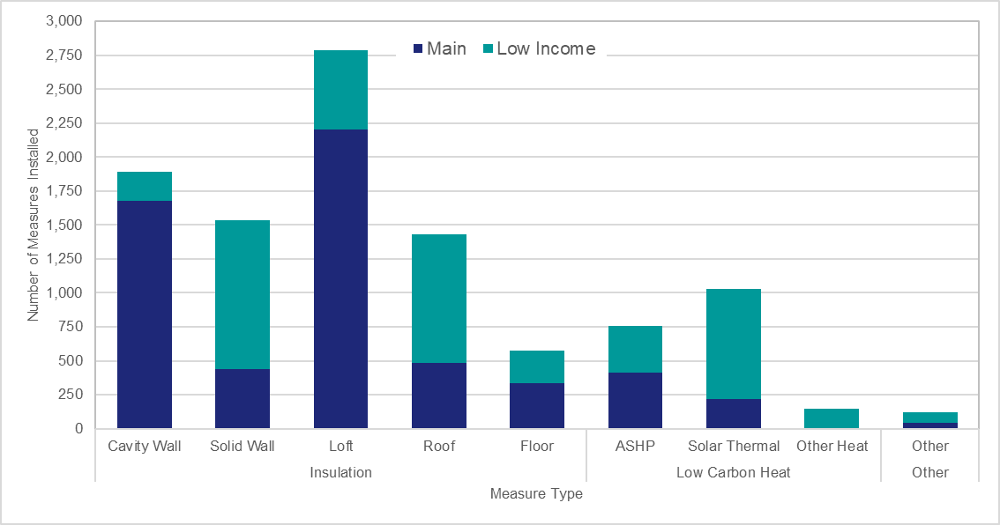 3,000
2,750
2,500
2,250
2,000
1,750
1,500
1,250
1,000
750
500
250
0
Number of Measures Installed
Main Low Income
Cavity Wall Solid Wall Loft Roof Floor ASHP Solar Thermal Other Heat Other
Insulation Low Carbon Heat Other
Measure Type